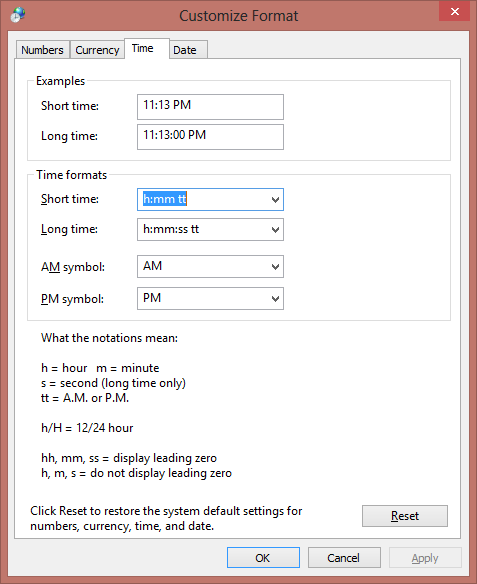 Customize Format
Numbers Currency Time Date
Examples
Short time: 11:13 PM
Long time: 11:13:00 PM
Time formats
Short time: h:mm tt
Long time: h:mm:ss tt
AM symbol: AM
PM symbol: PM
What the notations mean:
h = hour m = minute
s = second (long time only)
tt = A.M. or P.M.
h/H = 12/24 hour
hh, mm, ss = display leading zero
h, m, s = do not display leading zero
Click Reset to restore the system default settings for
numbers, currency, time, and date.
Reset
OK Cancel Apply